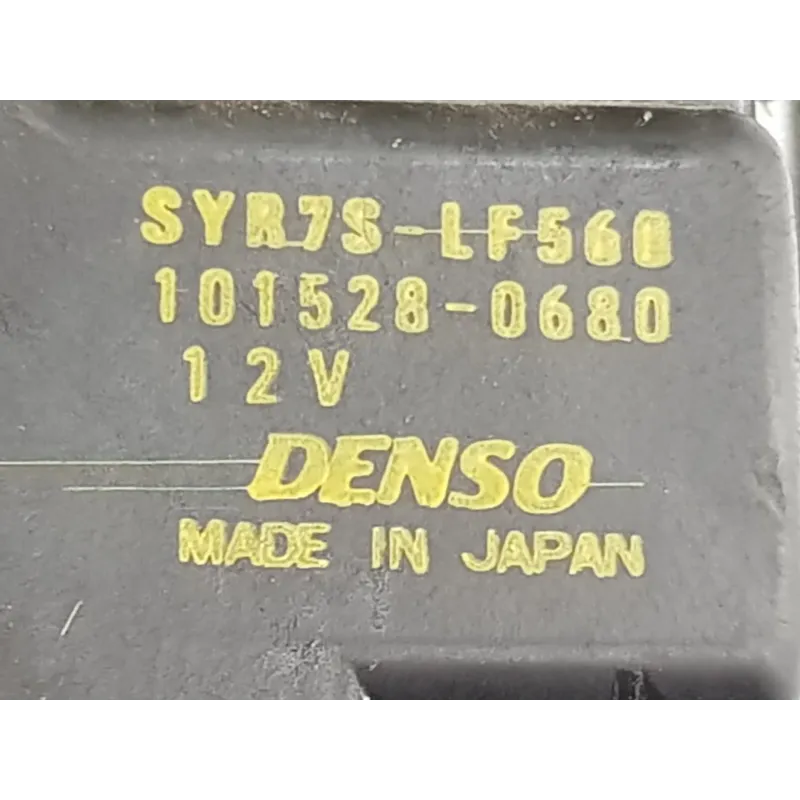 SYR7S-LF560
101528-0680
12V
DENSO
MADE IN JAPAN